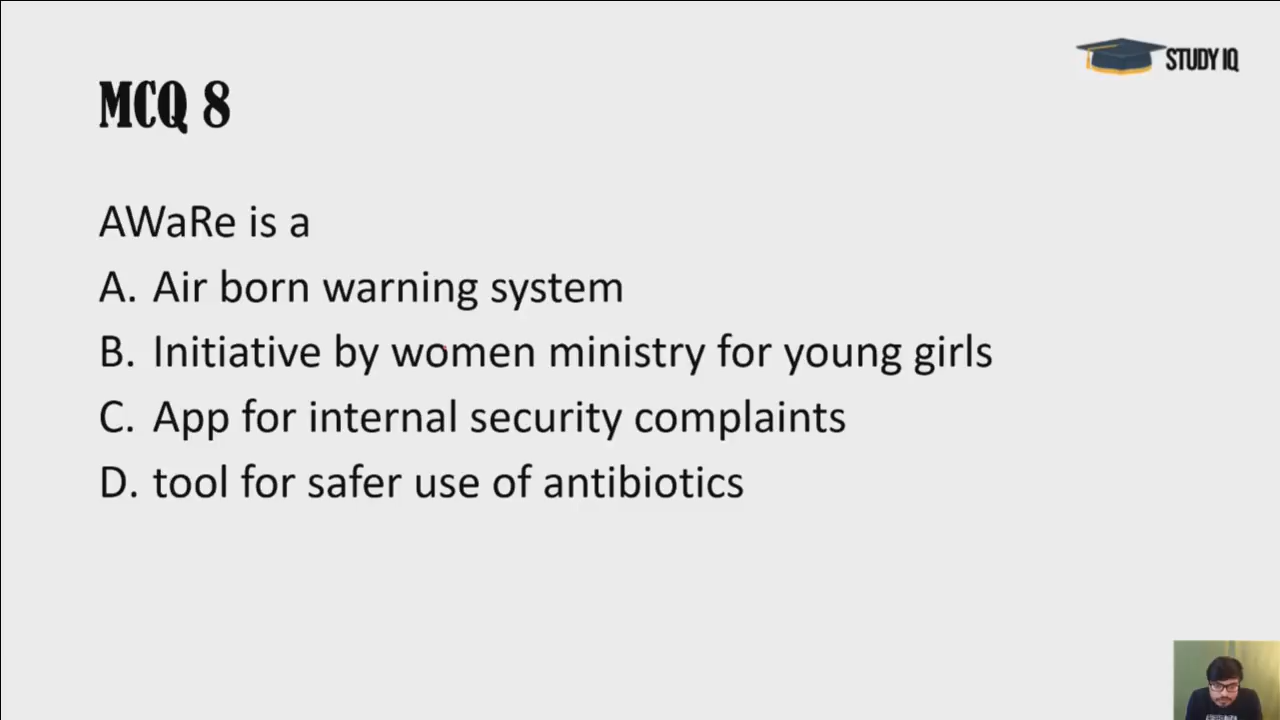 STUDY IQ
MCQ 8
AWaRe is a
A. Air born warning system
B. Initiative by women ministry for young girls
C. App for internal security complaints
D. tool for safer use of antibiotics